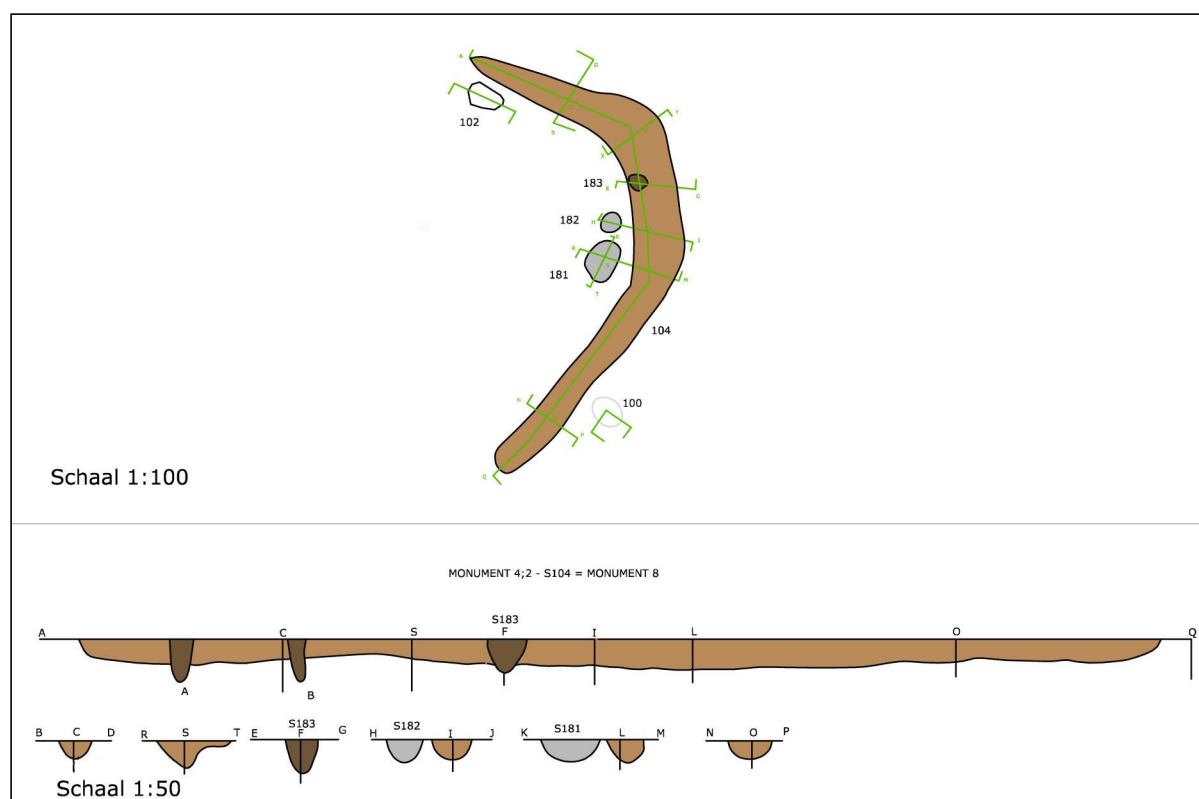 A
D
102
B
Y
X
183
E
G
182
H
J
K
181
M
T
104
N
100
P
Q
Schaal 1:100
MONUMENT 4;2 - S104 = MONUMENT 8
S183
A C S F I L O Q
A B
S183 S182 S181
B C D R S T E F G H I J K L M N O P
Schaal 1:50